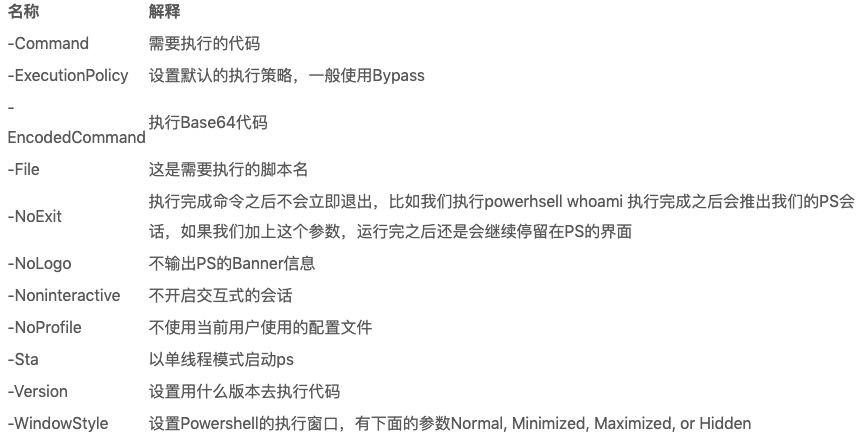 名称 解释
-Command 需要执行的代码
-ExecutionPolicy 设置默认的执行策略，一般使用Bypass
-
EncodedCommand 执行Base64代码
-File 这是需要执行的脚本名
-NoExit 执行完成命令之后不会立即退出，比如我们执行powerhsell whoami 执行完成之后会推出我们的PS会
话，如果我们加上这个参数，运行完之后还是会继续停留在PS的界面
-NoLogo 不输出PS的Banner信息
-Noninteractive 不开启交互式的会话
-NoProfile 不使用当前用户使用的配置文件
-Sta 以单线程模式启动ps
-Version 设置用什么版本去执行代码
-WindowStyle 设置Powershell的执行窗口，有下面的参数Normal, Minimized, Maximized, or Hidden